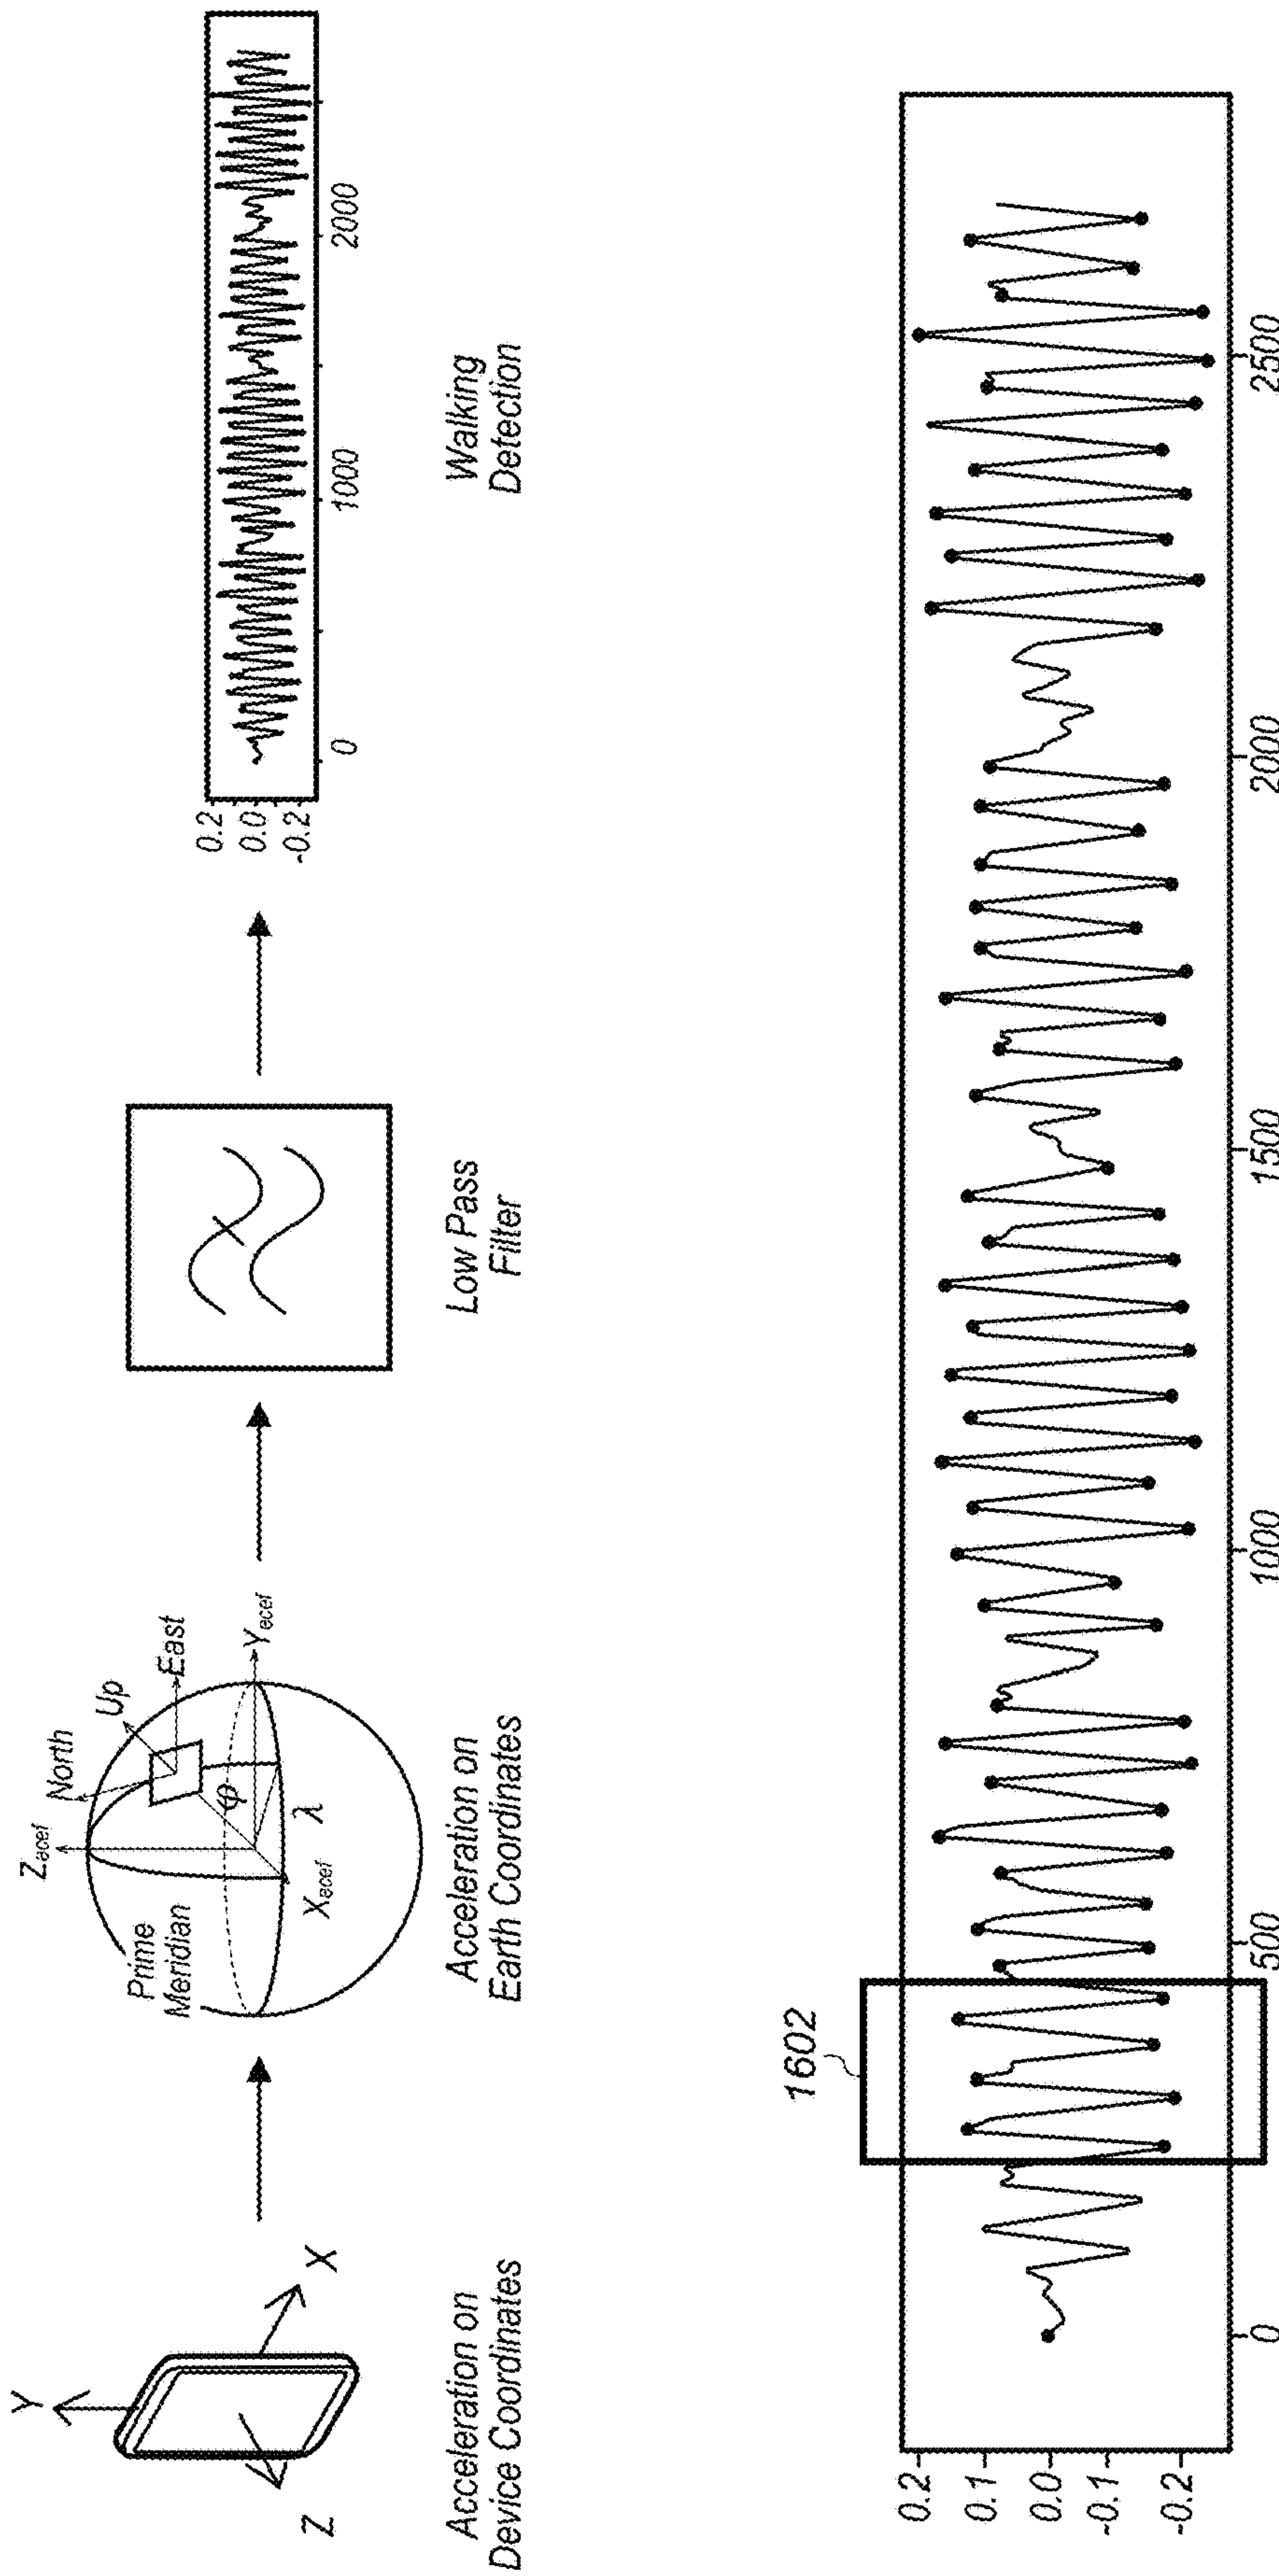 Y
X
Z
Acceleration on
Device Coordinates
Zacef
North
Up
East
Yecef
Prime
Meridian
φ
λ
Xacef
Acceleration on
Earth Coordinates
Low Pass
Filter
0.2
0.0
-0.2
0
1000
2000
Walking
Detection
1602
0.2
0.1
0.0
-0.1
-0.2
0
500
1000
1500
2000
2500